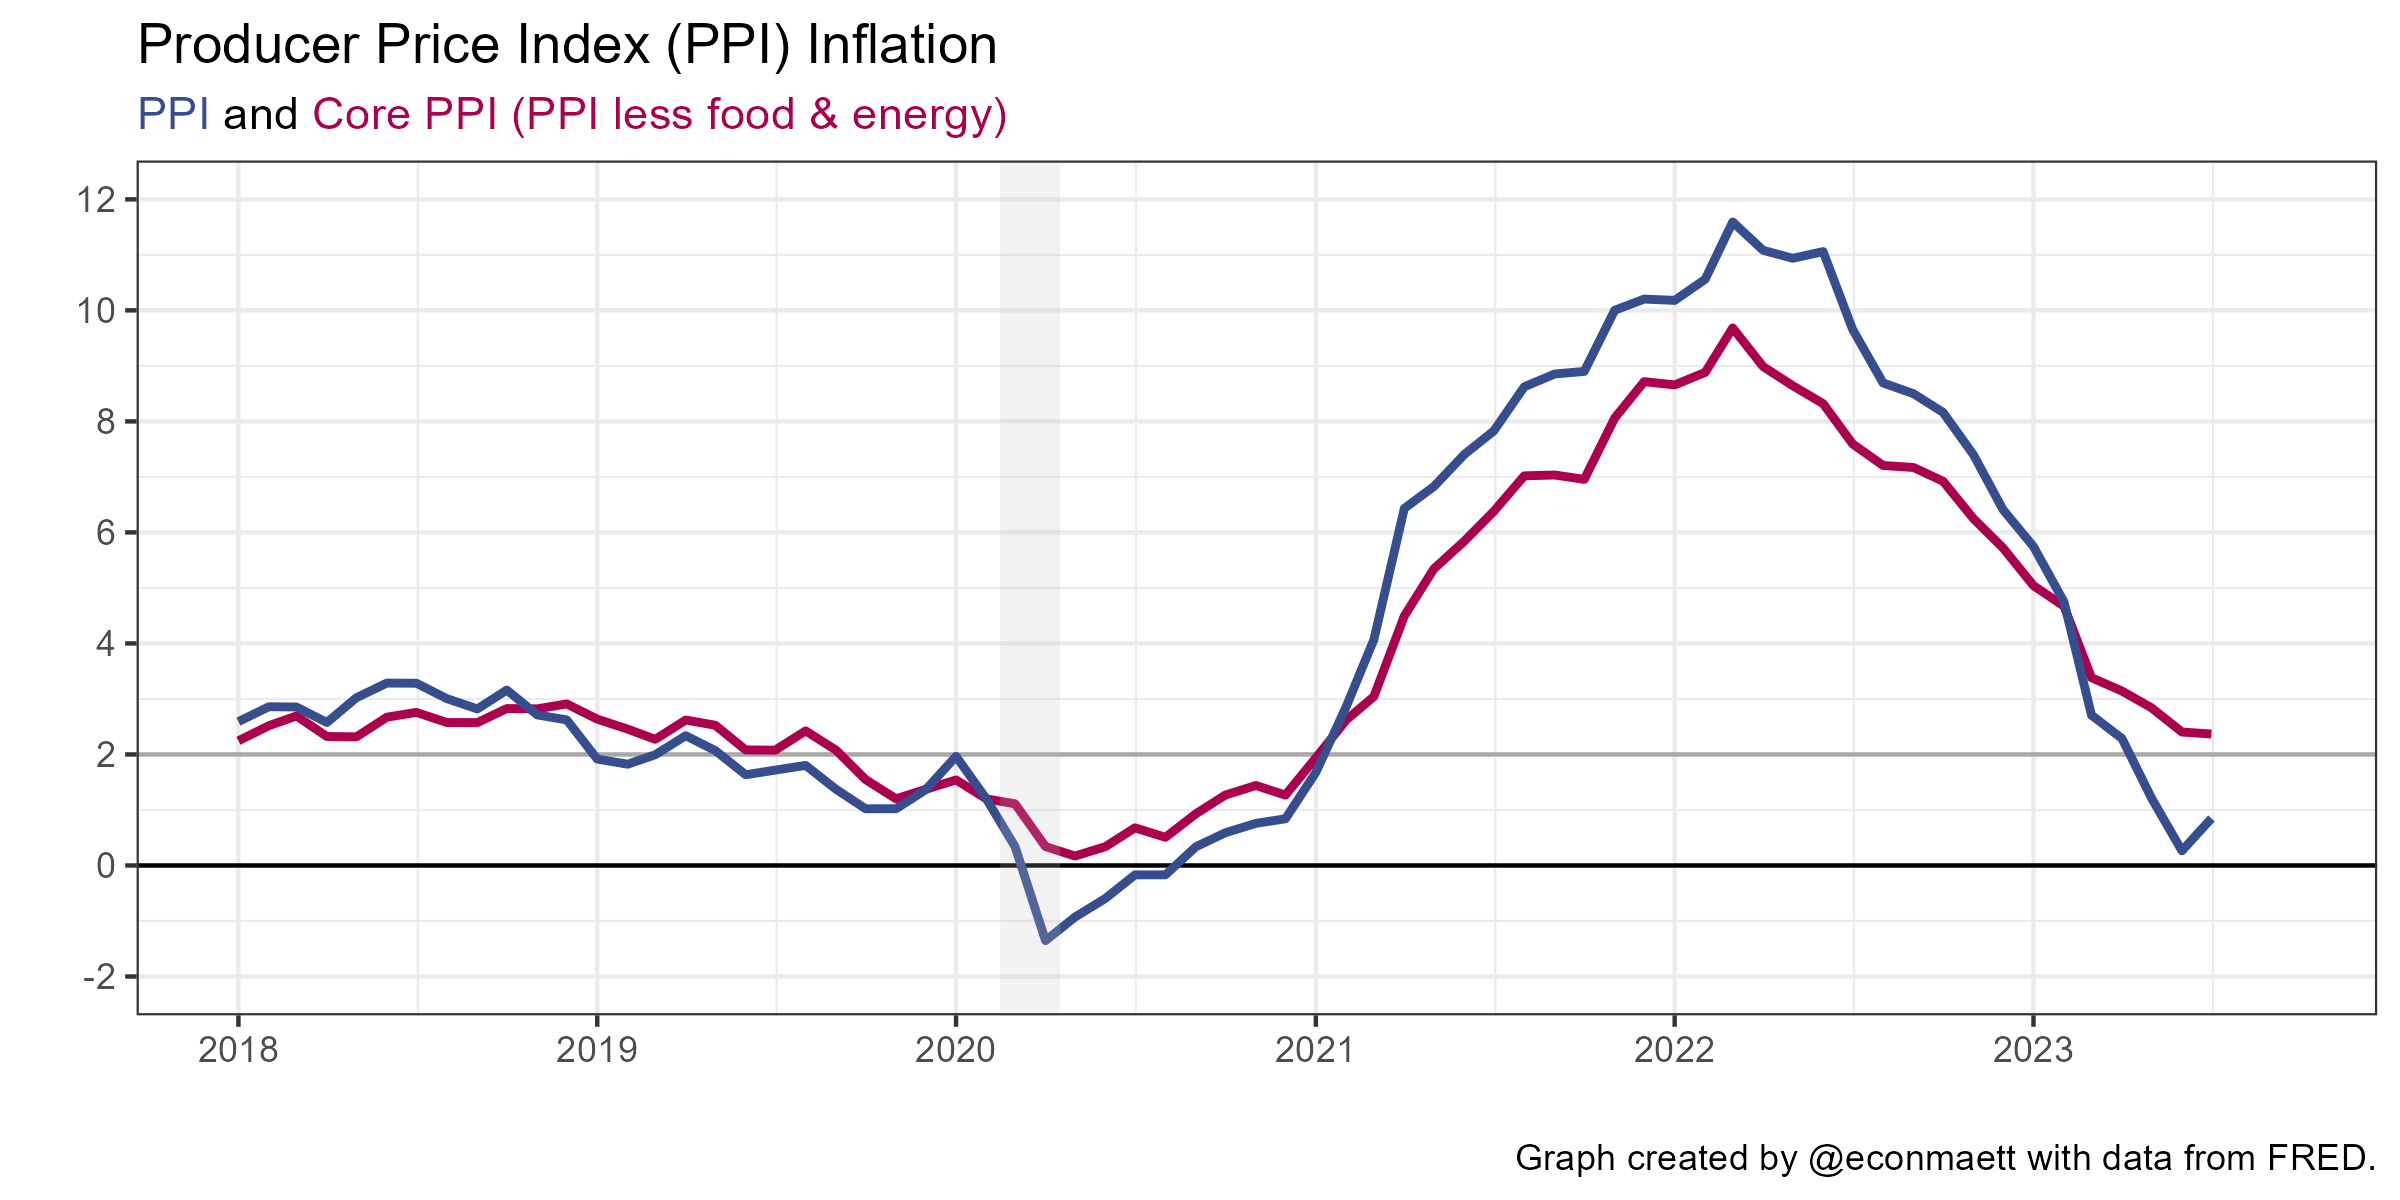 Producer Price Index (PPI) Inflation
PPI and Core PPI (PPI less food & energy)
12
10
8
6
4
2
0
-2
2018 2019 2020 2021 2022 2023
Graph created by @econmaett with data from FRED.